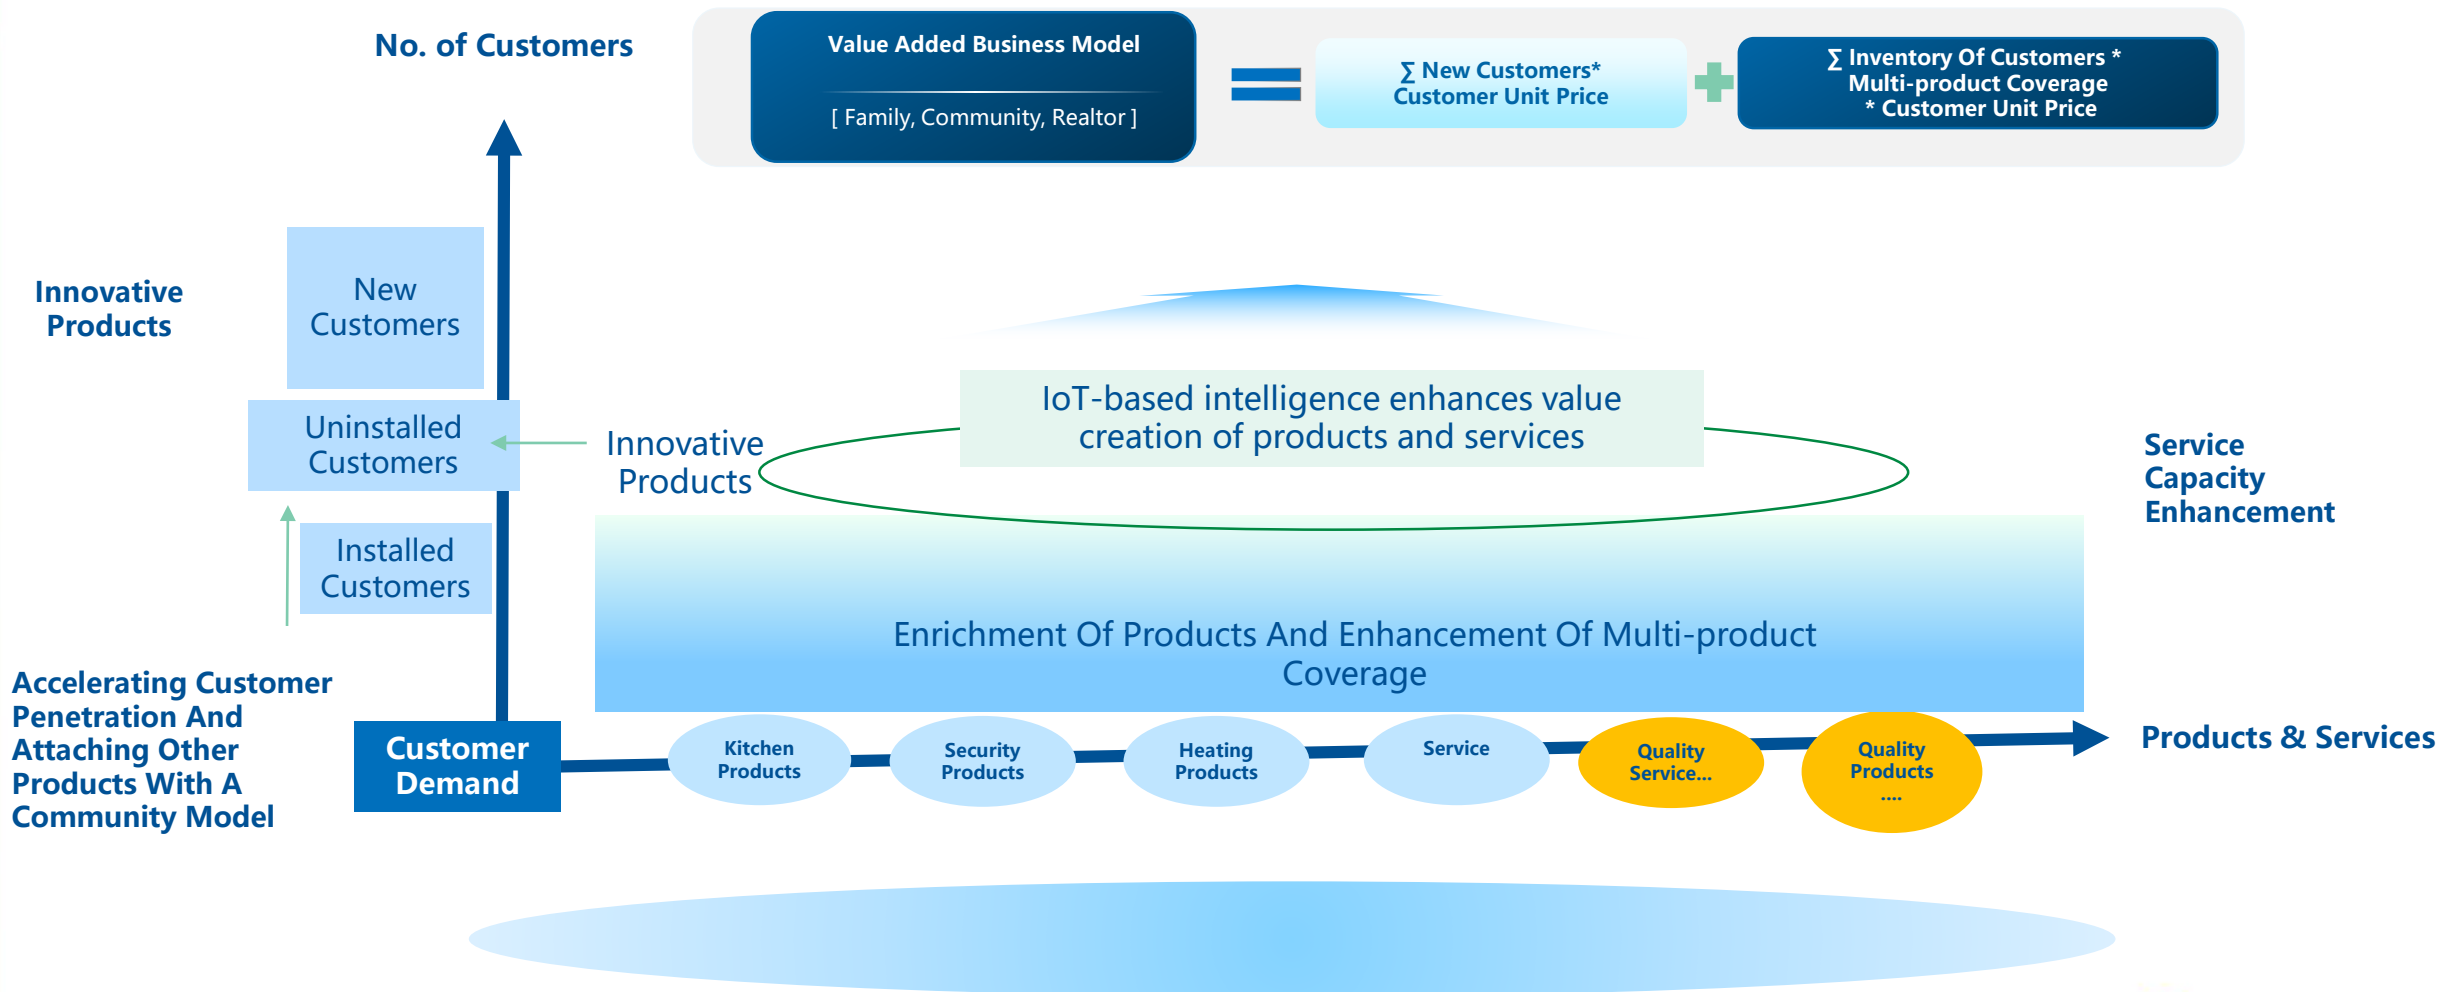 No. of Customers
Value Added Business Model
[ Family, Community, Realtor ]
∑ New Customers*
Customer Unit Price
∑ Inventory Of Customers *
Multi-product Coverage
* Customer Unit Price
Innovative
Products
New
Customers
Uninstalled
Customers
Innovative
Products
Installed
Customers
IoT-based intelligence enhances value
creation of products and services
Service
Capacity
Enhancement
Enrichment Of Products And Enhancement Of Multi-product
Coverage
Accelerating Customer
Penetration And
Attaching Other
Products With A
Community Model
Customer
Demand
Kitchen
Products
Security
Products
Heating
Products
Service
Quality
Service...
Quality
Products
....
Products & Services